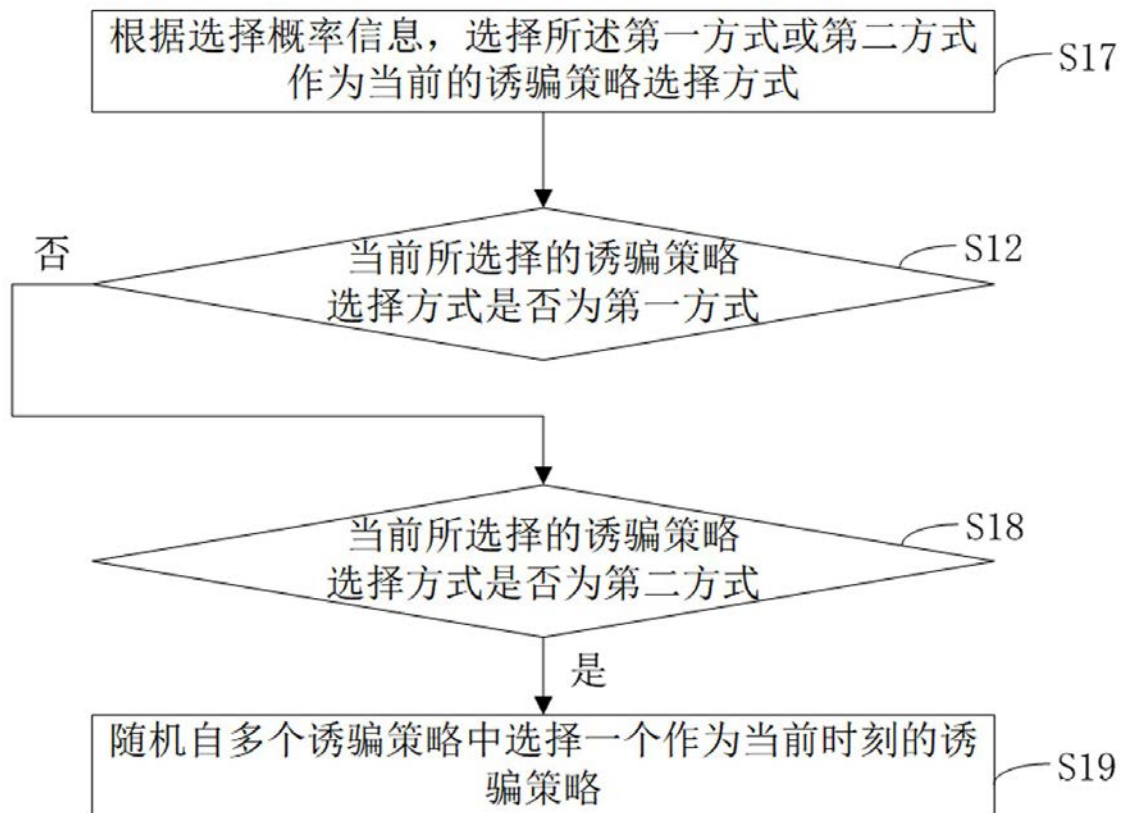 根据选择概率信息，选择所述第一方式或第二方式
作为当前的诱骗策略选择方式
S17
否
当前所选择的诱骗策略
选择方式是否为第一方式
S12
当前所选择的诱骗策略
选择方式是否为第二方式
S18
是
随机自多个诱骗策略中选择一个作为当前时刻的诱
骗策略
S19